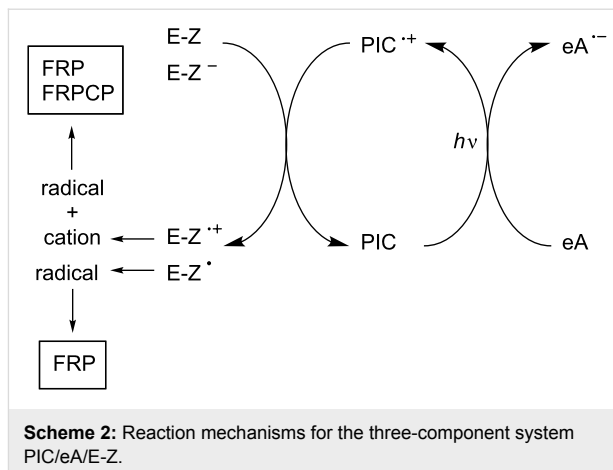 E-Z
E-Z⁻
PIC•+
eA•−
FRP
FRPCP
hν
radical
+
cation
radical
E-Z•+
E-Z•
PIC
eA
FRP
Scheme 2: Reaction mechanisms for the three-component system
PIC/eA/E-Z.